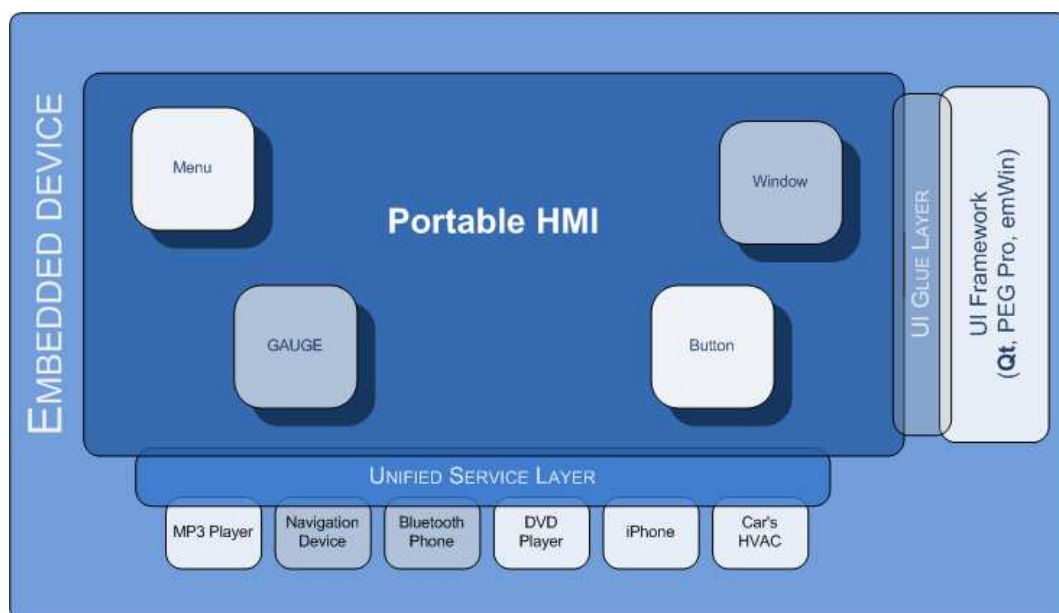 EMBEDDED DEVICE
Menu
Window
Portable HMI
GAUGE
Button
UI GLUE LAYER
UI Framework
(Qt, PEG Pro, emWin)
UNIFIED SERVICE LAYER
MP3 Player
Navigation
Device
Bluetooth
Phone
DVD
Player
iPhone
Car's
HVAC